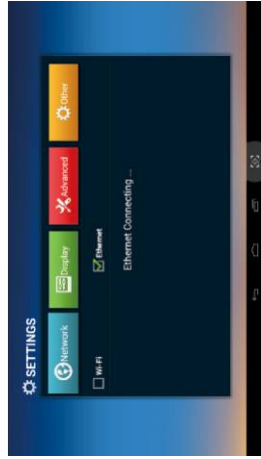 SETTINGS
Network Display Advanced Other
Wi-Fi Ethernet
Ethernet Connecting ...